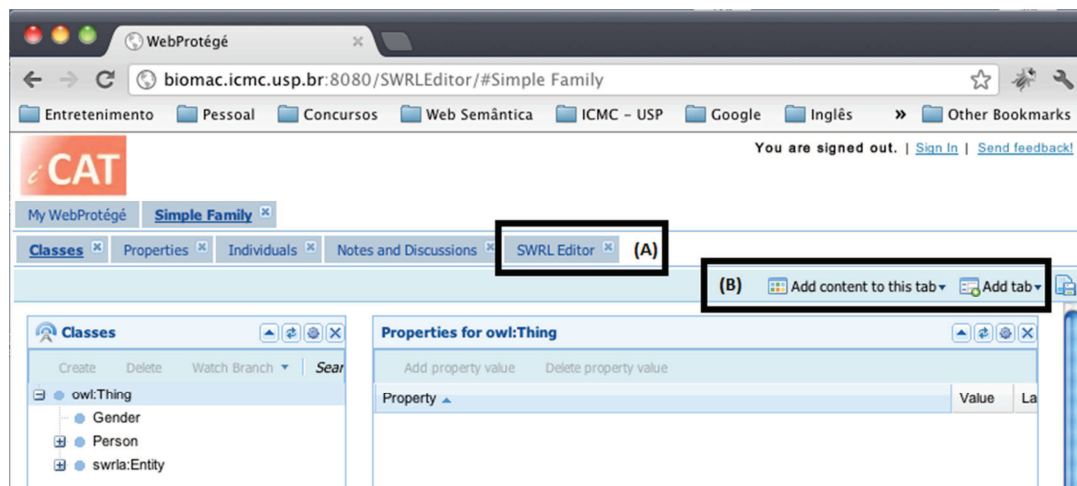 WebProtégé
biomac.icmc.usp.br:8080/SWRLEditor/#Simple Family
Entretenimento Pessoal Concursos Web Semântica ICMC – USP Google Inglês » Other Bookmarks
You are signed out. | Sign In | Send feedback!
iCAT
My WebProtégé Simple Family
Classes Properties Individuals Notes and Discussions SWRL Editor (A)
(B) Add content to this tab Add tab
Classes Properties for owl:Thing
Create Delete Watch Branch Sear Add property value Delete property value
owl:Thing Property Value La
Gender
Person
swrla:Entity